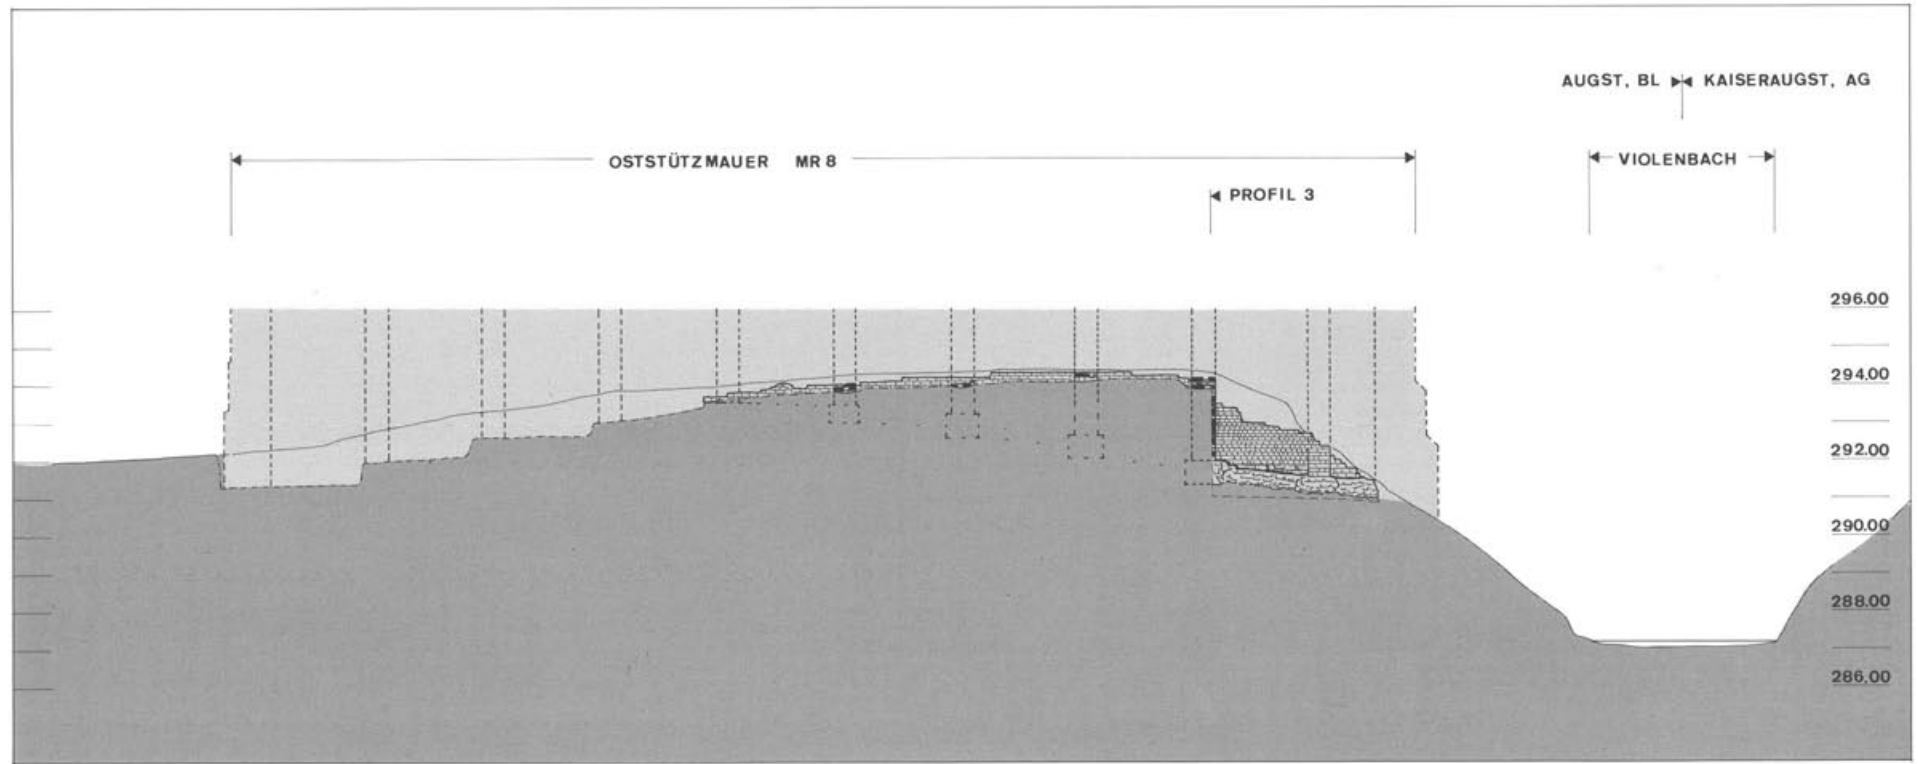 AUGST, BL KAISERAUGST, AG
OSTSTÜTZMAUER MR 8
VIOLENBACH
PROFIL 3
296.00
294.00
292.00
290.00
288.00
286.00